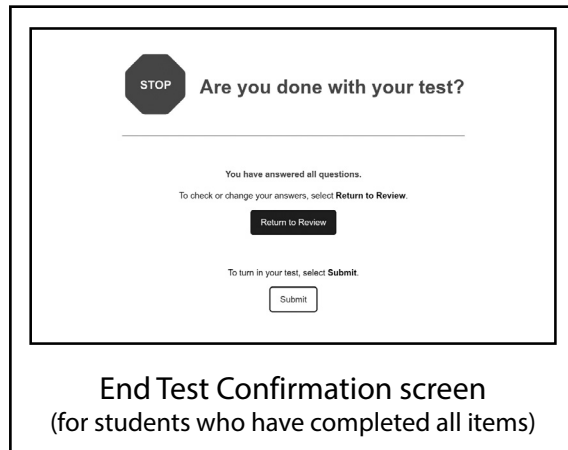 STOP
Are you done with your test?
You have answered all questions.
To check or change your answers, select Return to Review.
Return to Review
To turn in your test, select Submit.
Submit
End Test Confirmation screen
(for students who have completed all items)